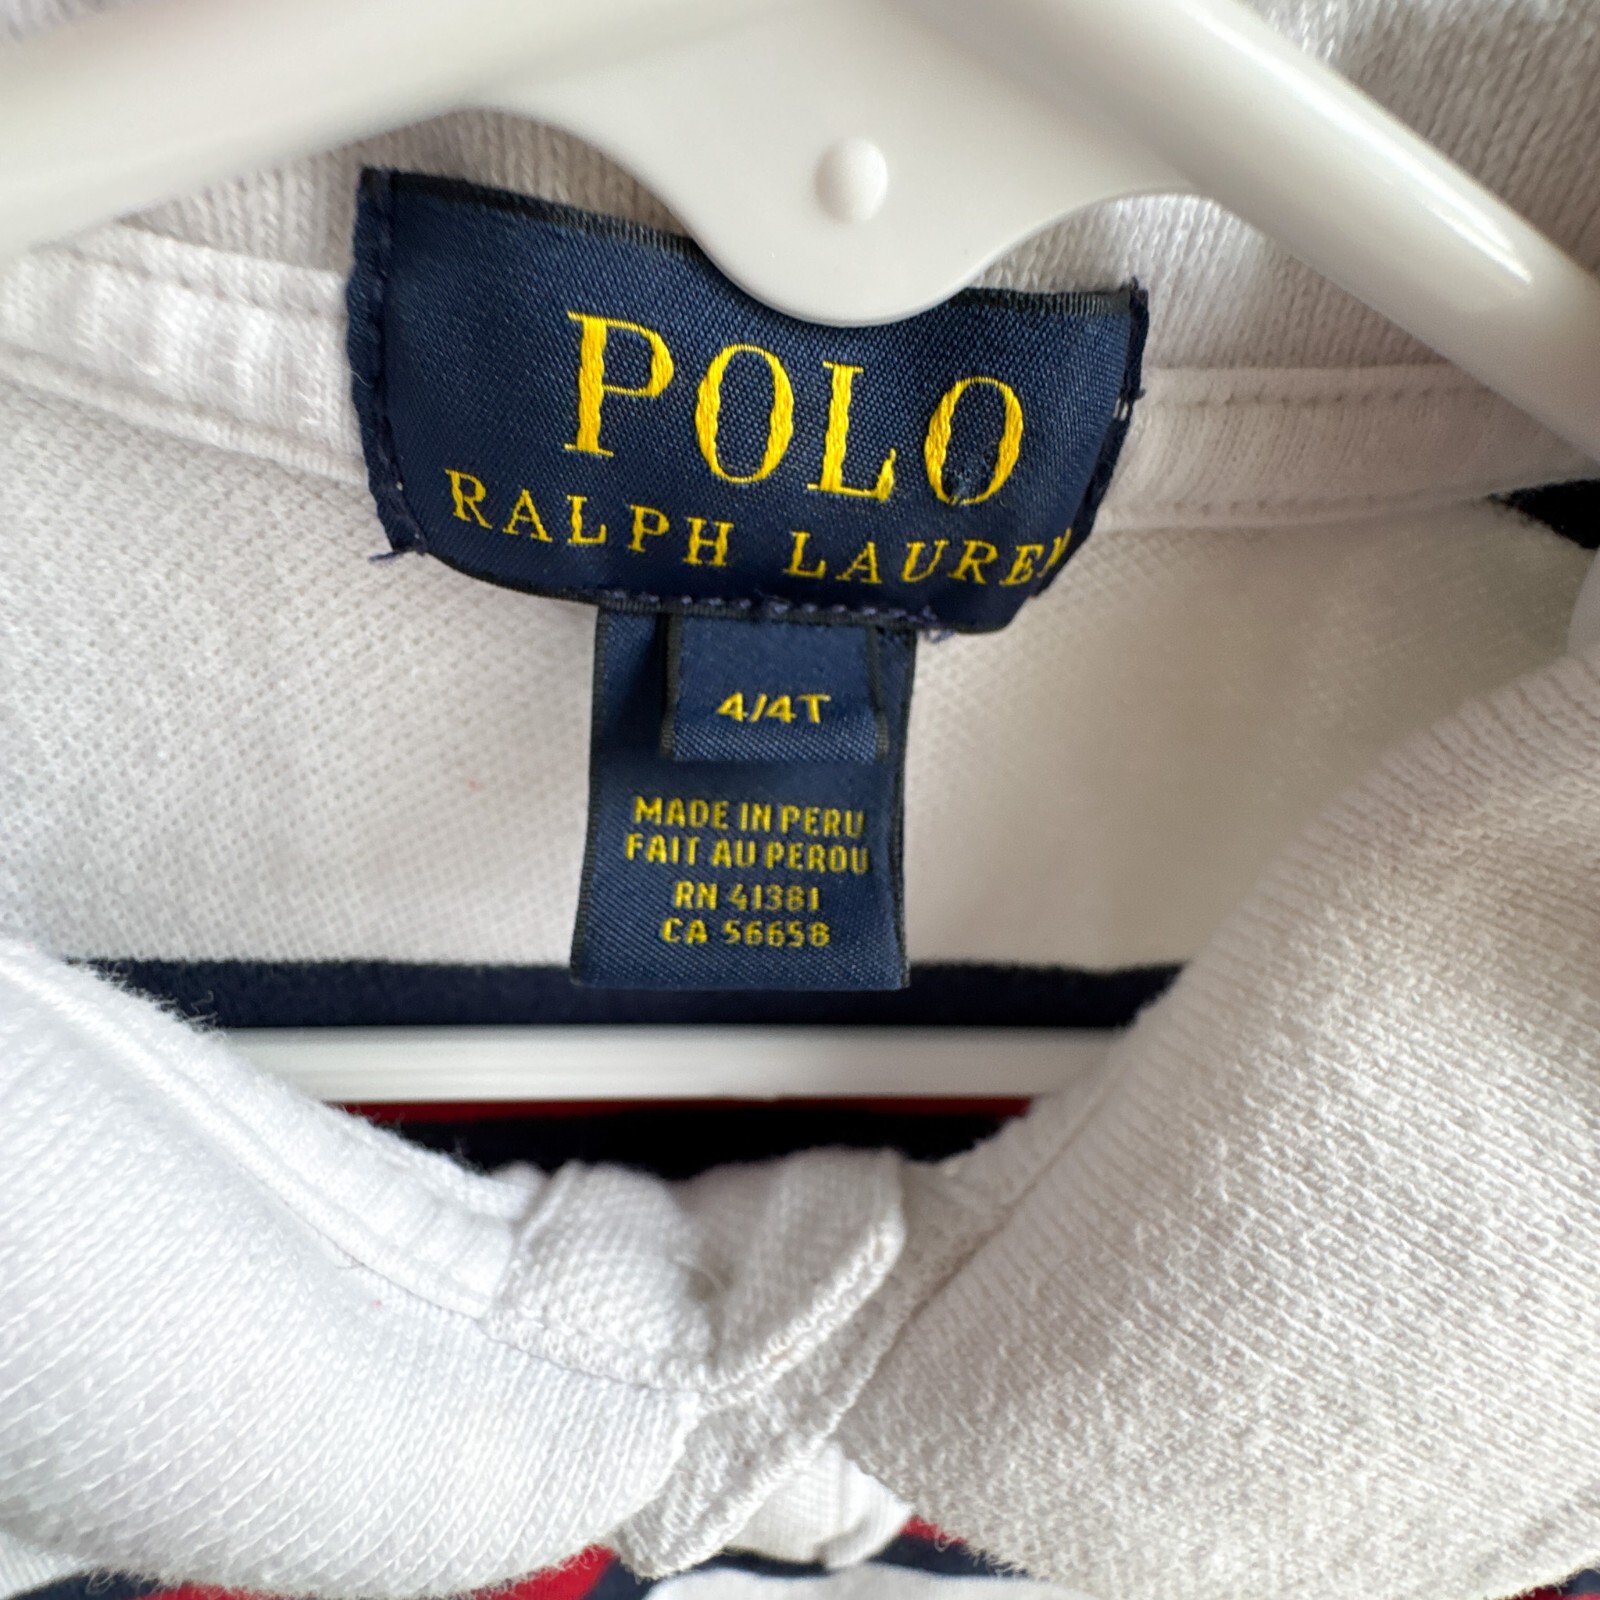 POLO
RALPH LAUREN
4/4T
MADE IN PERU
FAIT AU PEROU
RN 41381
CA 56658